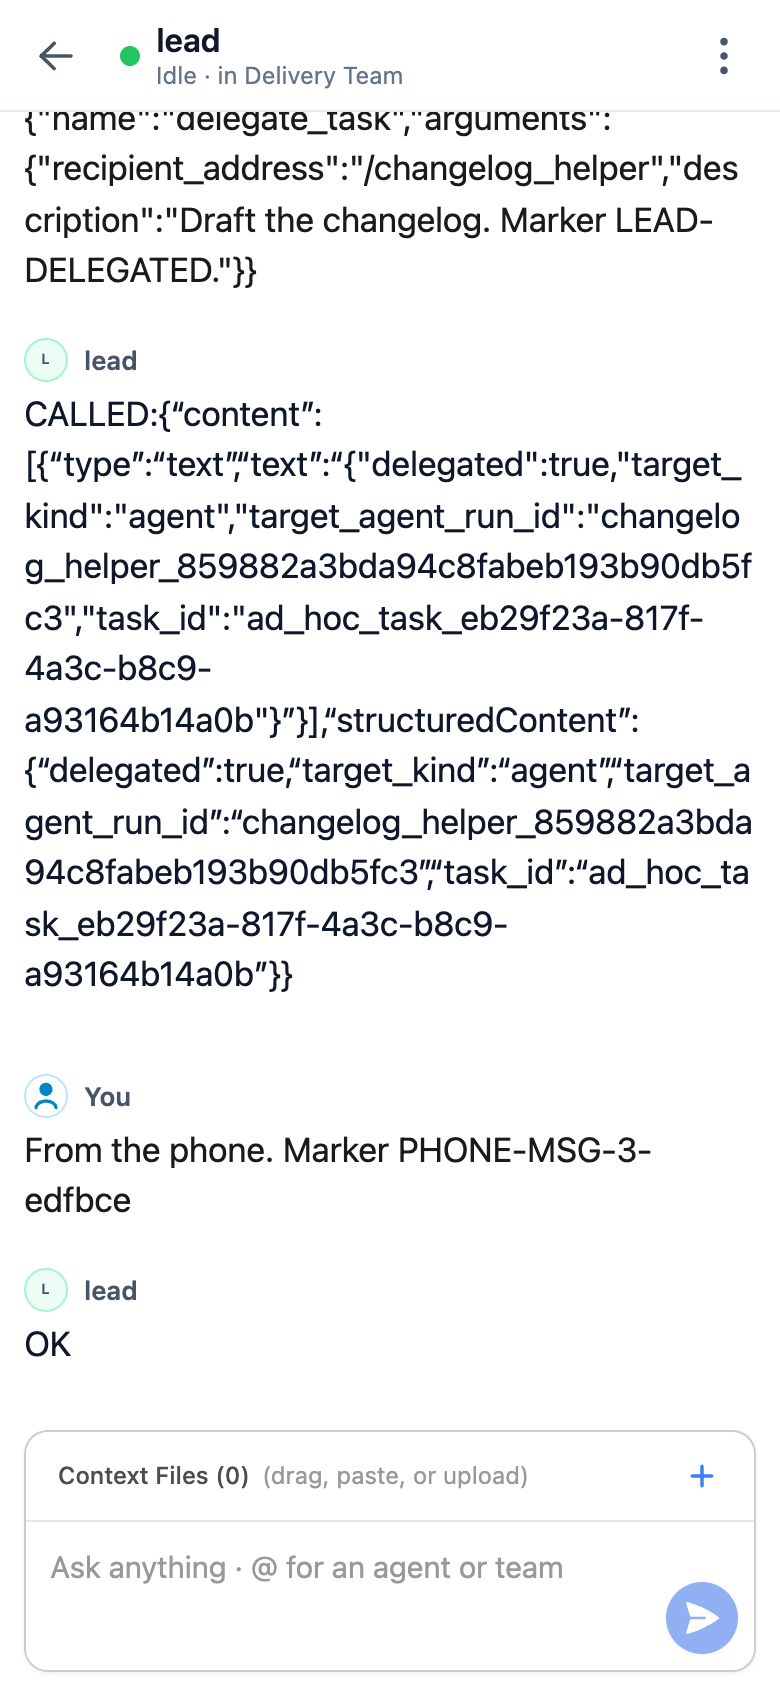 lead
Idle · in Delivery Team
{"name":"delegate_task","arguments":
{"recipient_address":"/changelog_helper","des
cription":"Draft the changelog. Marker LEAD-
DELEGATED."}}
L lead
CALLED:{“content”:
[{“type”:“text”,“text”:“{"delegated":true,"target_
kind":"agent","target_agent_run_id":"changelo
g_helper_859882a3bda94c8fabeb193b90db5f
c3","task_id":"ad_hoc_task_eb29f23a-817f-
4a3c-b8c9-
a93164b14a0b"}”}],“structuredContent”:
{“delegated”:true,“target_kind”:“agent”,“target_a
gent_run_id”:“changelog_helper_859882a3bda
94c8fabeb193b90db5fc3”,“task_id”:“ad_hoc_ta
sk_eb29f23a-817f-4a3c-b8c9-
a93164b14a0b”}}
You
From the phone. Marker PHONE-MSG-3-
edfbce
L lead
OK
Context Files (0) (drag, paste, or upload)
Ask anything · @ for an agent or team